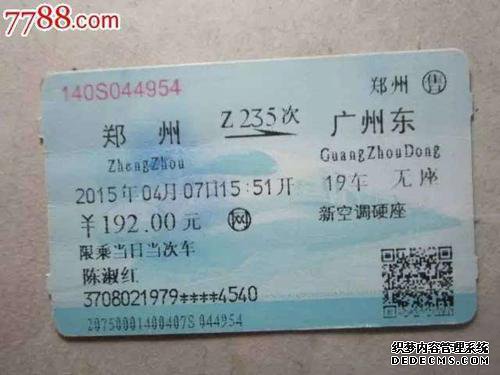 7788.com
140S044954
郑州 售
郑州 Z235次 广州东
ZhengZhou GuangZhouDong
2015年04月07日15:51开 19车 无座
¥192.00元 网 新空调硬座
限乘当日当次车
陈淑红
3708021979****4540
20750001400407S044954
织梦内容管理系统
DEDECMS.COM